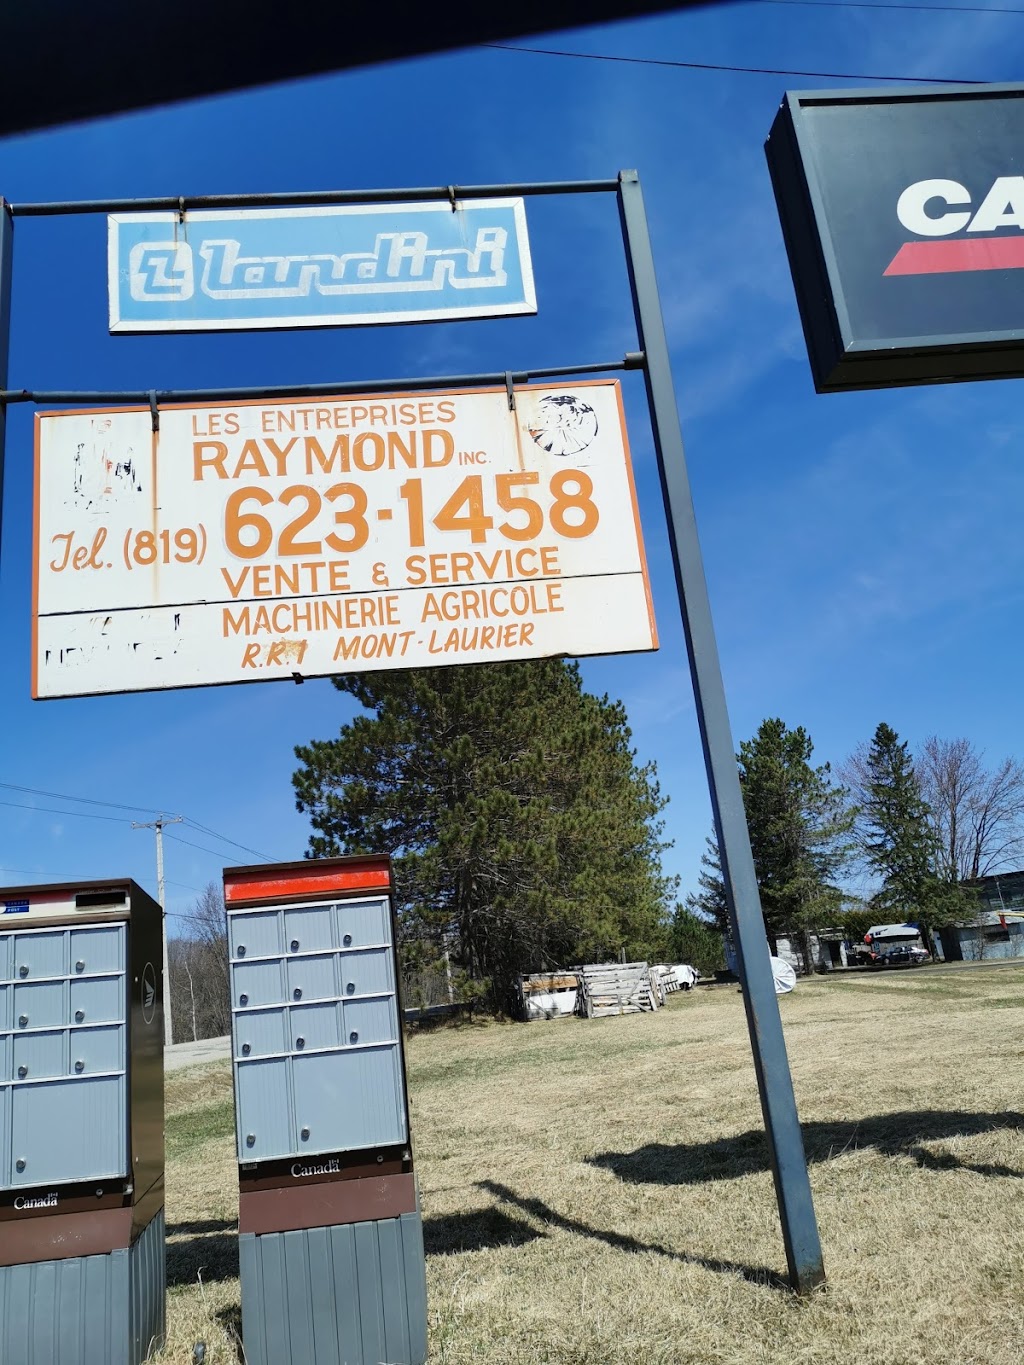 Landini
CA
LES ENTREPRISES
RAYMOND INC.
Tel. (819) 623-1458
VENTE & SERVICE
MACHINERIE AGRICOLE
R.R.1 MONT-LAURIER
Canada
Canada